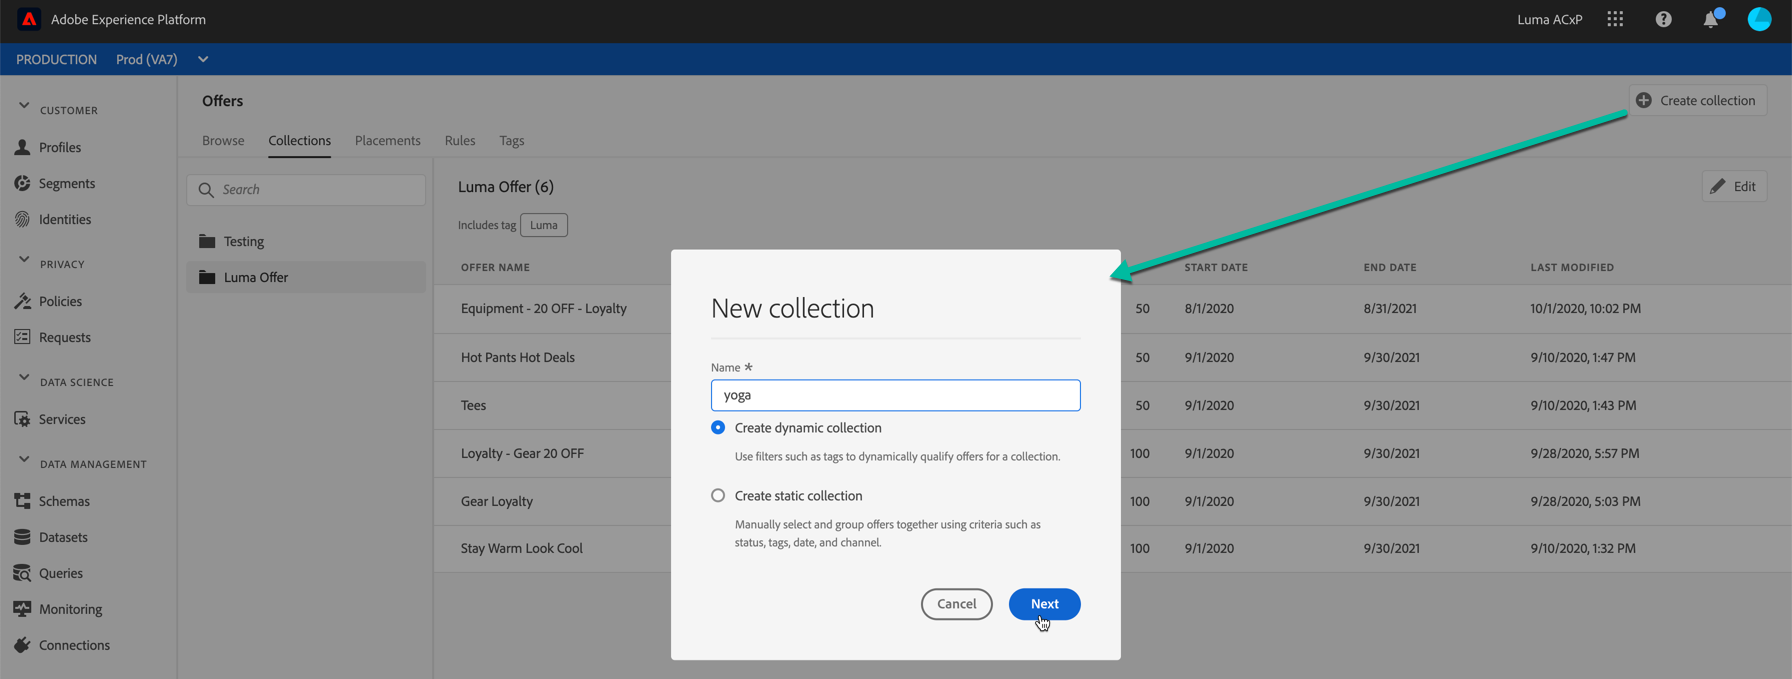 Adobe Experience Platform
Luma ACxP
PRODUCTION Prod (VA7)
CUSTOMER
Profiles
Segments
Identities
PRIVACY
Policies
Requests
DATA SCIENCE
Services
DATA MANAGEMENT
Schemas
Datasets
Queries
Monitoring
Connections
Offers
Create collection
Browse Collections Placements Rules Tags
Search
Testing
Luma Offer
Luma Offer (6)
Edit
Includes tag Luma
OFFER NAME START DATE END DATE LAST MODIFIED
Equipment - 20 OFF - Loyalty 50 8/1/2020 8/31/2021 10/1/2020, 10:02 PM
Hot Pants Hot Deals 50 9/1/2020 9/30/2021 9/10/2020, 1:47 PM
Tees 50 9/1/2020 9/30/2021 9/10/2020, 1:43 PM
Loyalty - Gear 20 OFF 100 9/1/2020 9/30/2021 9/28/2020, 5:57 PM
Gear Loyalty 100 9/1/2020 9/30/2021 9/28/2020, 5:03 PM
Stay Warm Look Cool 100 9/1/2020 9/30/2021 9/10/2020, 1:32 PM
New collection
Name *
yoga
Create dynamic collection
Use filters such as tags to dynamically qualify offers for a collection.
Create static collection
Manually select and group offers together using criteria such as
status, tags, date, and channel.
Cancel Next